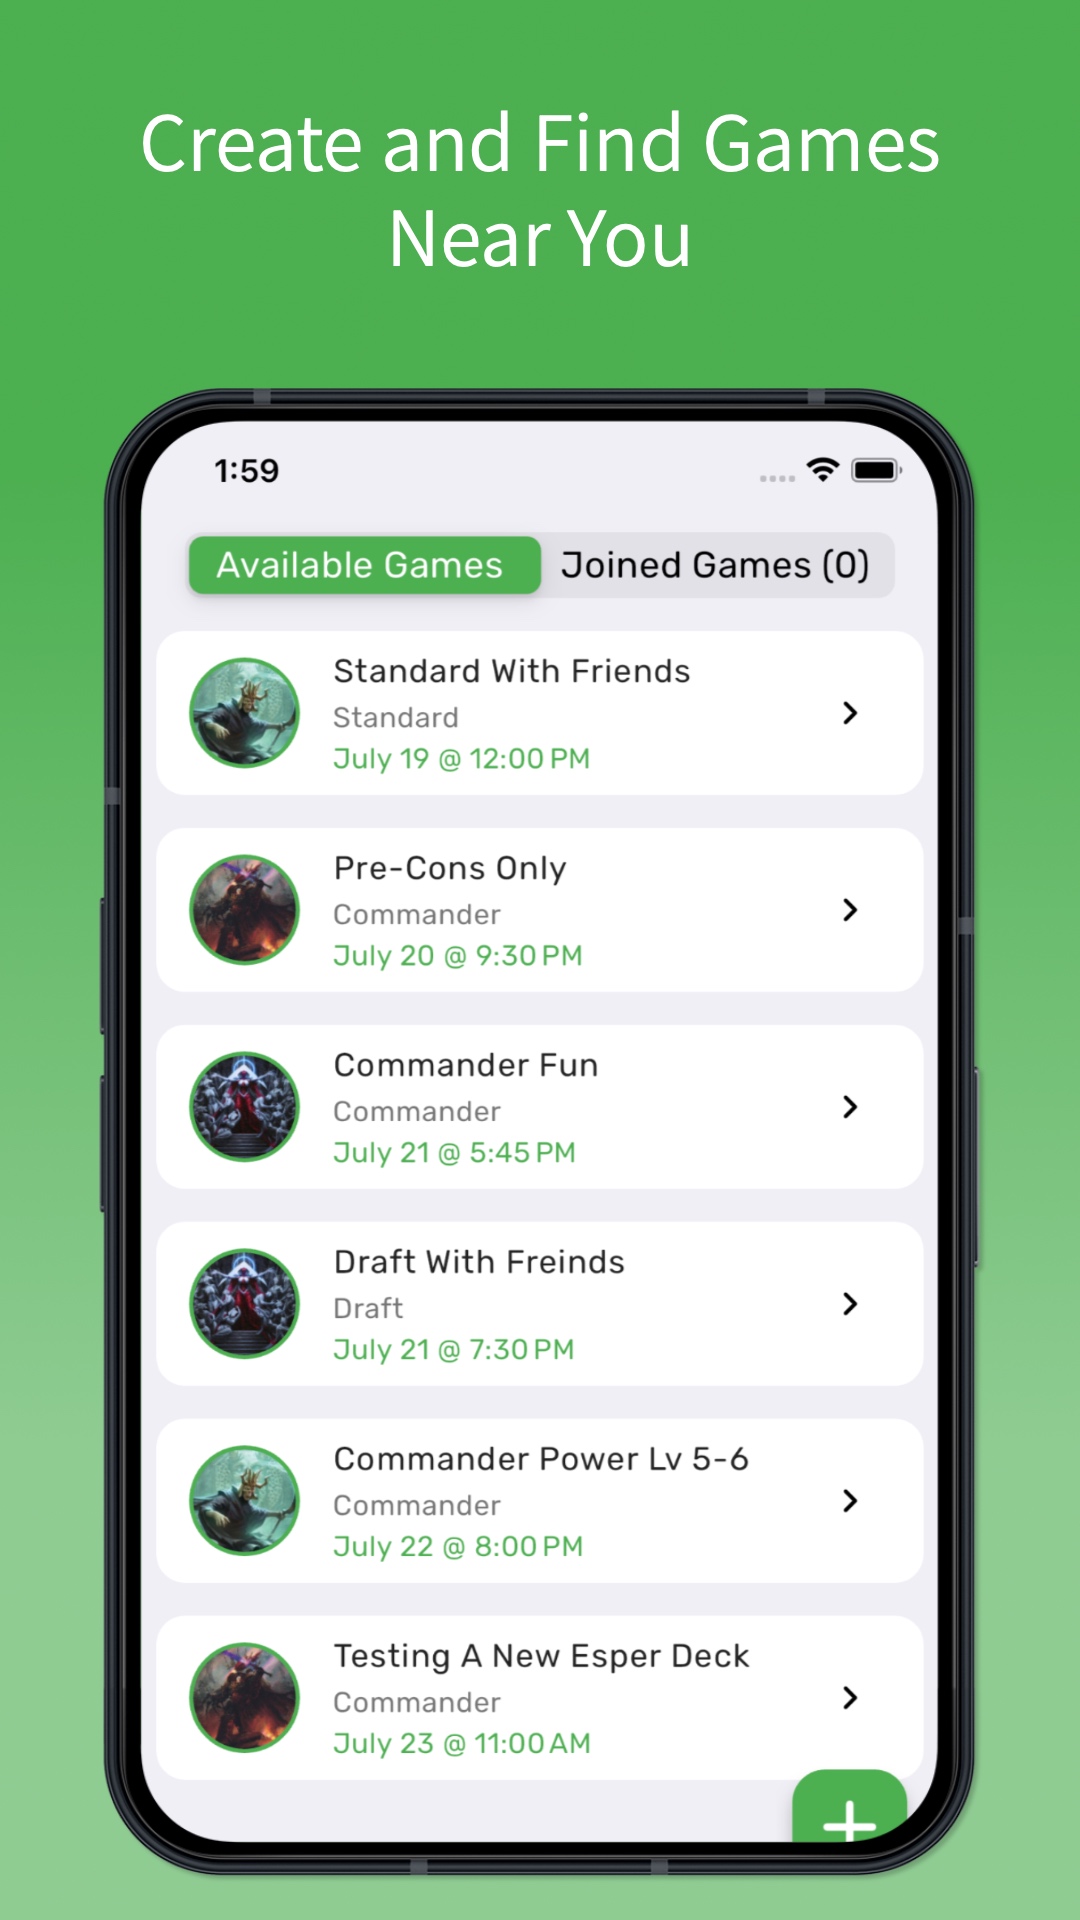 Create and Find Games
Near You
1:59
Available Games
Joined Games (0)
Standard With Friends
Standard
July 19 @ 12:00 PM
Pre-Cons Only
Commander
July 20 @ 9:30 PM
Commander Fun
Commander
July 21 @ 5:45 PM
Draft With Freinds
Draft
July 21 @ 7:30 PM
Commander Power Lv 5-6
Commander
July 22 @ 8:00 PM
Testing A New Esper Deck
Commander
July 23 @ 11:00 AM